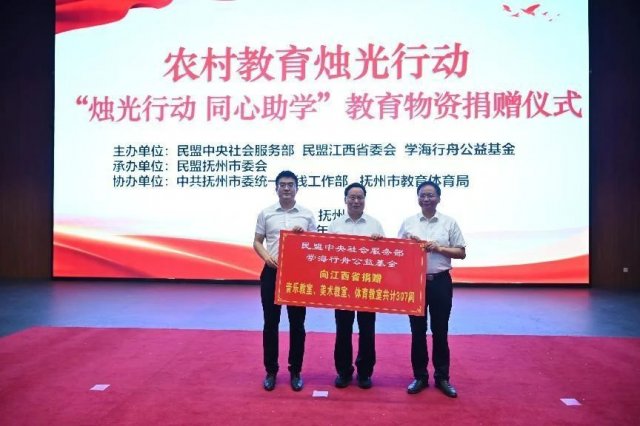 农村教育烛光行动
“烛光行动 同心助学”教育物资捐赠仪式
主办单位：民盟中央社会服务部 民盟江西省委会 学海行舟公益基金
承办单位：民盟抚州市委会
协办单位：中共抚州市委统一 线工作部 抚州市教育体育局
抚州
年
民盟中央社会服务部
学海行舟公益基金
向江西省捐赠
音乐教室、美术教室、体育教室共计307间